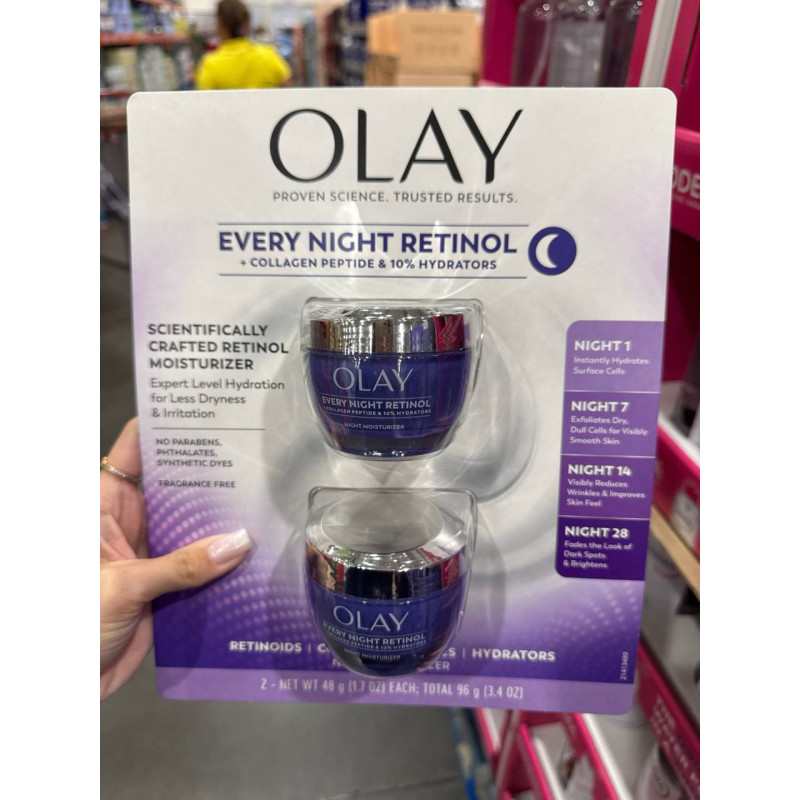 OLAY
PROVEN SCIENCE. TRUSTED RESULTS.
EVERY NIGHT RETINOL
+ COLLAGEN PEPTIDE & 10% HYDRATORS
SCIENTIFICALLY
CRAFTED RETINOL
MOISTURIZER
Expert Level Hydration
for Less Dryness
& Irritation
NO PARABENS,
PHTHALATES,
SYNTHETIC DYES
FRAGRANCE FREE
OLAY
EVERY NIGHT RETINOL
+ COLLAGEN PEPTIDE & 10% HYDRATORS
NIGHT MOISTURIZER
NIGHT 1
Instantly Hydrates
Surface Cells
NIGHT 7
Exfoliates Dry,
Dull Cells for Visibly
Smooth Skin
NIGHT 14
Visibly Reduces
Wrinkles & Improves
Skin Feel
NIGHT 28
Fades the Look of
Dark Spots
& Brightens
OLAY
EVERY NIGHT RETINOL
+ COLLAGEN PEPTIDE & 10% HYDRATORS
NIGHT MOISTURIZER
RETINOIDS | HYDRATORS
2 - NET WT 48 g (1.7 OZ) EACH; TOTAL 96 g (3.4 OZ)
21413469